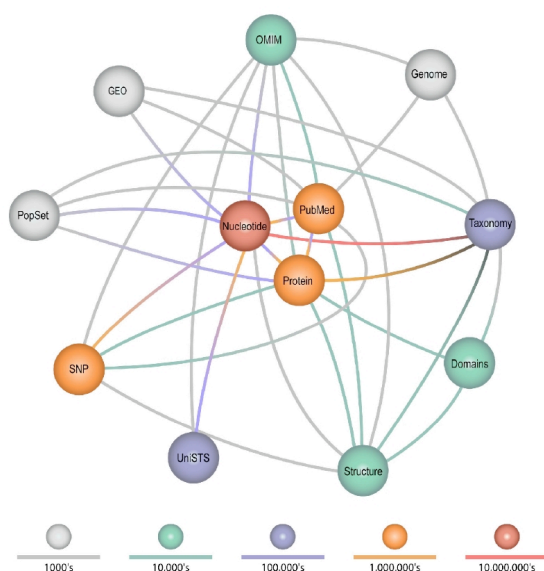 OMIM
Genome
GEO
PubMed
PopSet
Nucleotide
Taxonomy
Protein
Domains
SNP
UniSTS
Structure
1000's
10.000's
100.000's
1.000.000's
10.000.000's